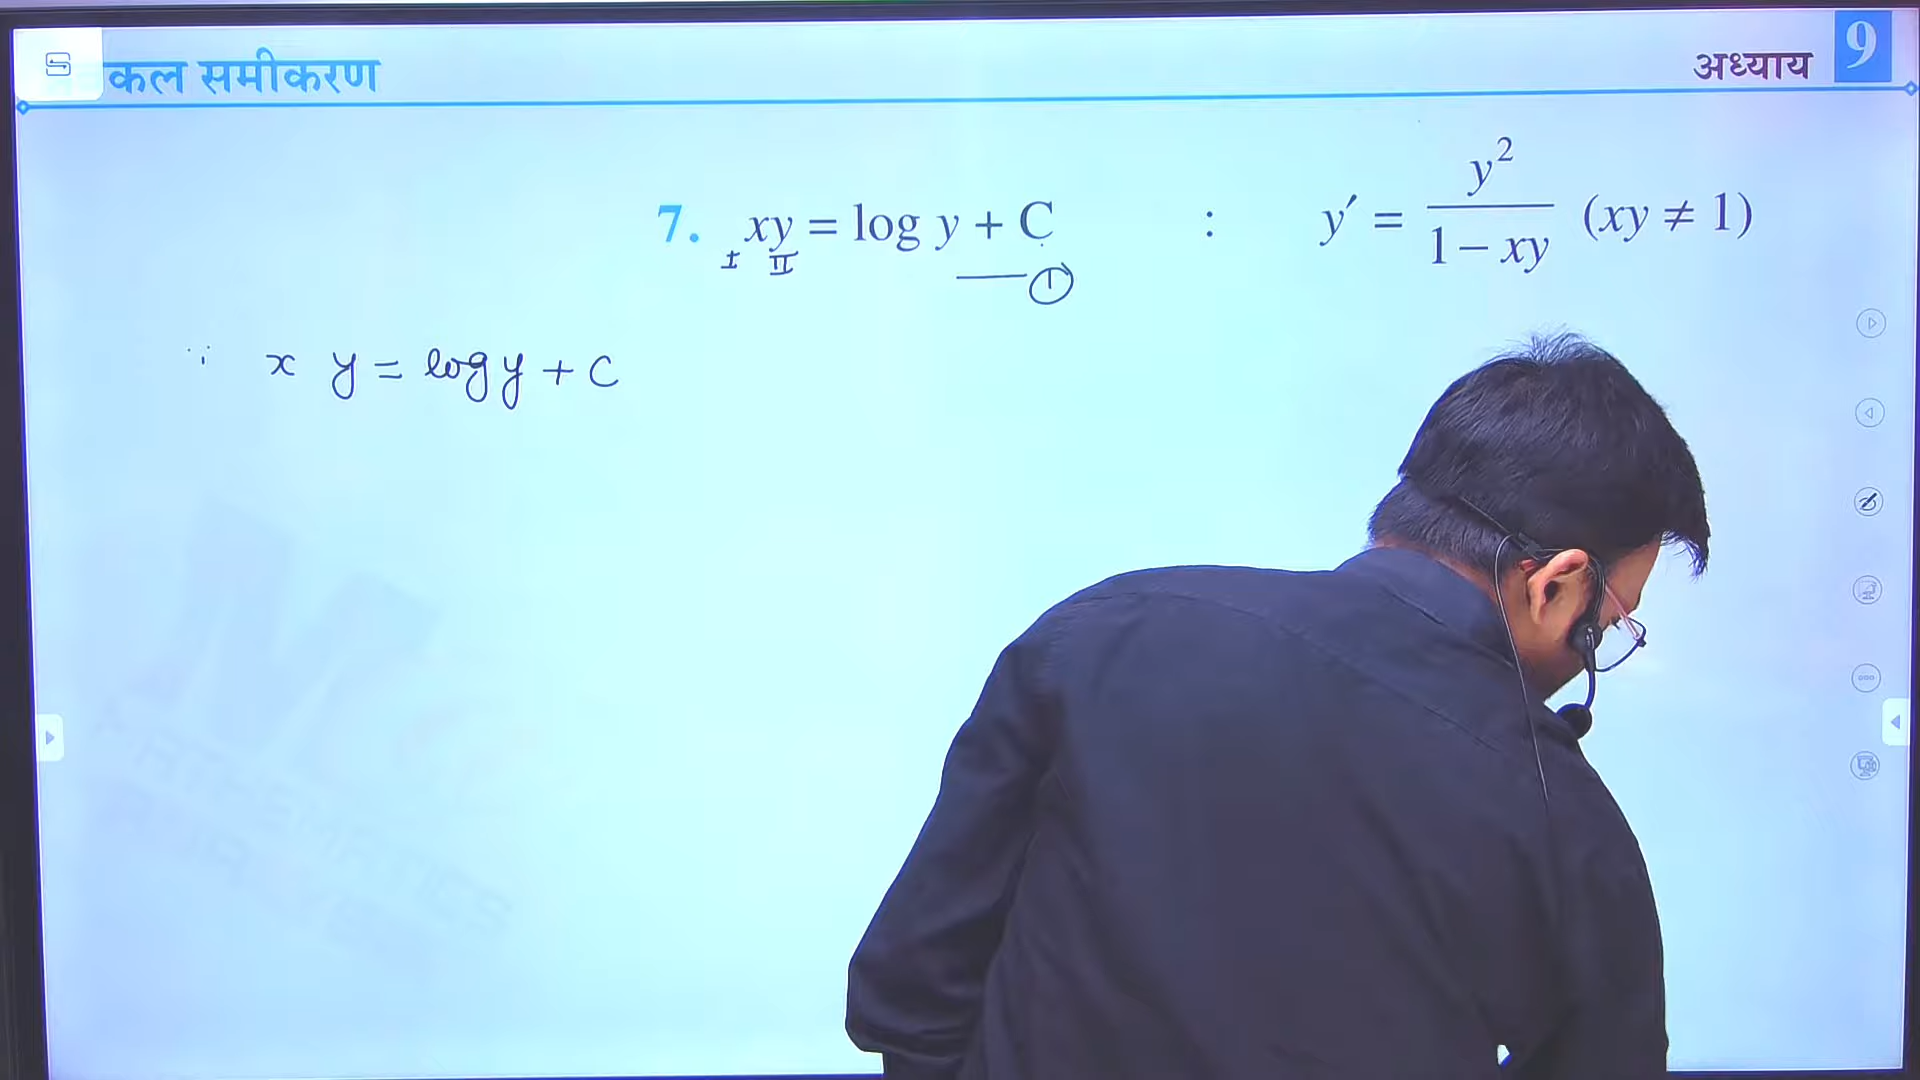 कल समीकरण
अध्याय 9
7. xy = log y + C : y′ = y²/(1 − xy) (xy ≠ 1)
I II
①
∵ x y = log y + C